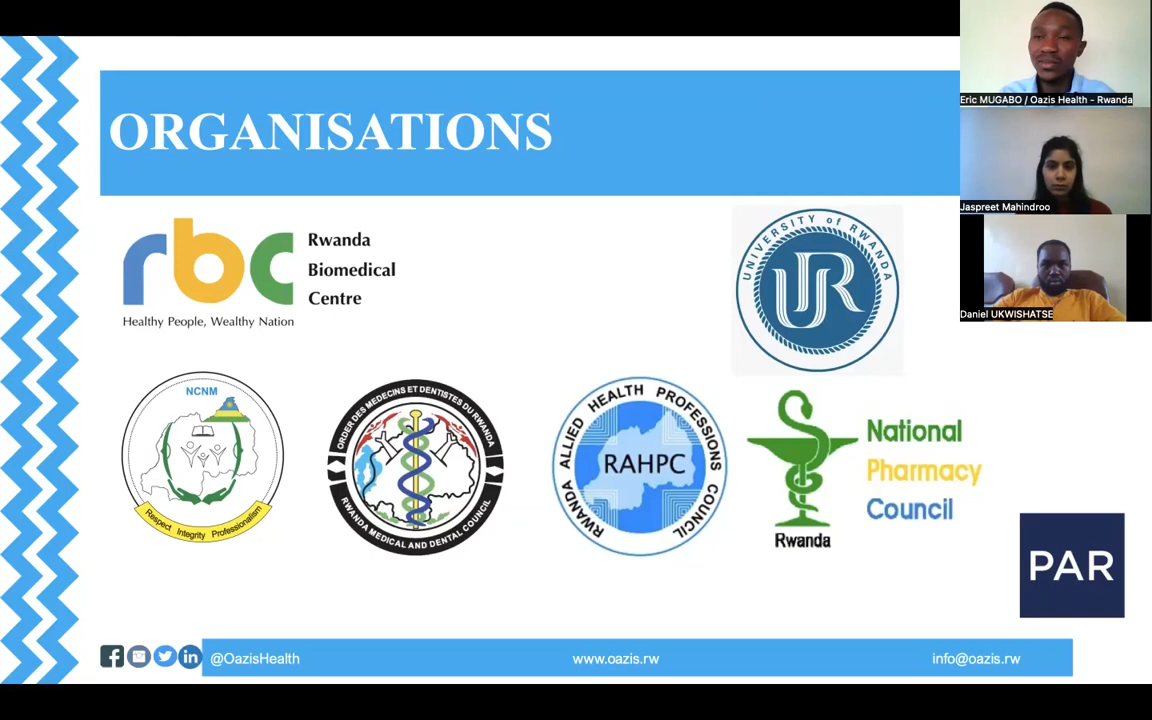 ORGANISATIONS
Eric MUGABO / Oazis Health - Rwanda
Jaspreet Mahindroo
Daniel UKWISHATSE
rbc
Rwanda
Biomedical
Centre
Healthy People, Wealthy Nation
UNIVERSITY of RWANDA
UR
NCNM
Respect Integrity Professionalism
ORDRE DES MEDECINS ET DENTISTES DU RWANDA
RWANDA MEDICAL AND DENTAL COUNCIL
RWANDA ALLIED HEALTH PROFESSIONS COUNCIL
RAHPC
National
Pharmacy
Council
Rwanda
PAR
@OazisHealth
www.oazis.rw
info@oazis.rw